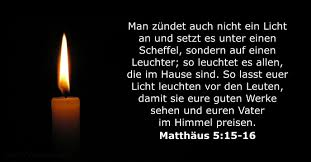 Man zündet auch nicht ein Licht
an und setzt es unter einen
Scheffel, sondern auf einen
Leuchter; so leuchtet es allen,
die im Hause sind. So lasst euer
Licht leuchten vor den Leuten,
damit sie eure guten Werke
sehen und euren Vater
im Himmel preisen.
Matthäus 5:15-16